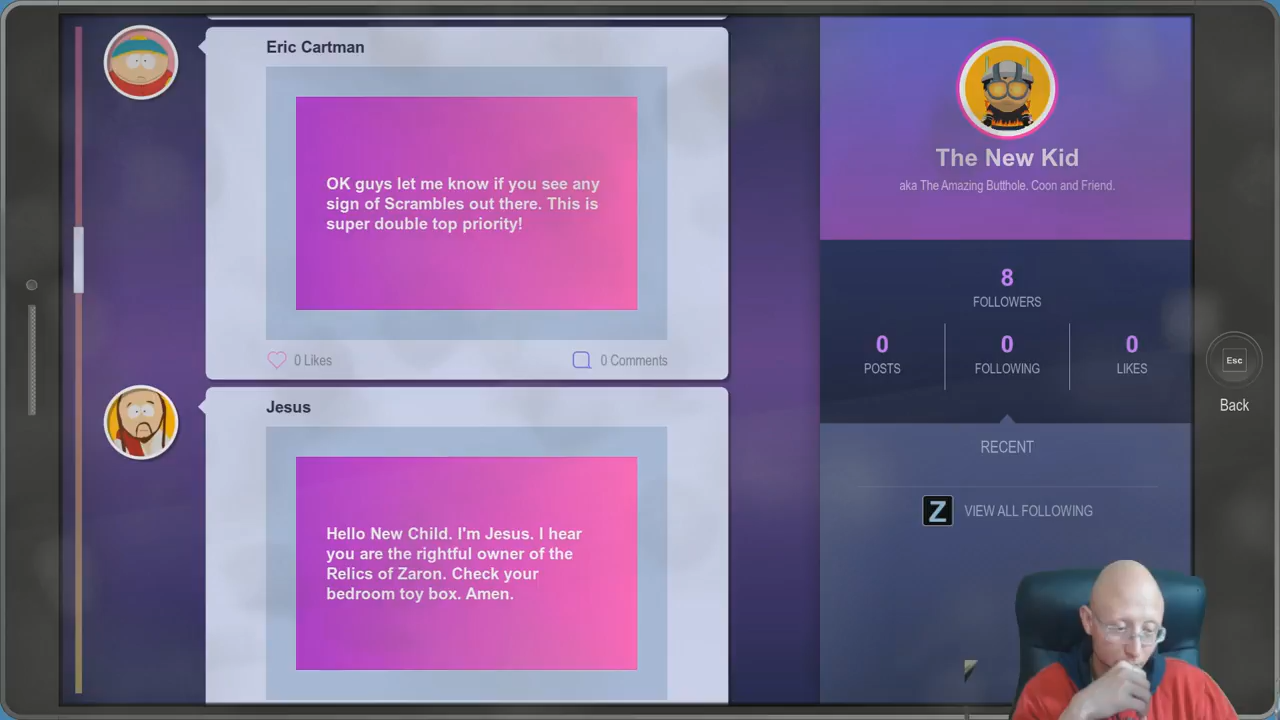 Eric Cartman
OK guys let me know if you see any
sign of Scrambles out there. This is
super double top priority!
0 Likes
0 Comments
Jesus
Hello New Child. I'm Jesus. I hear
you are the rightful owner of the
Relics of Zaron. Check your
bedroom toy box. Amen.
The New Kid
aka The Amazing Butthole. Coon and Friend.
8
FOLLOWERS
0
POSTS
0
FOLLOWING
0
LIKES
RECENT
Z
VIEW ALL FOLLOWING
Esc
Back